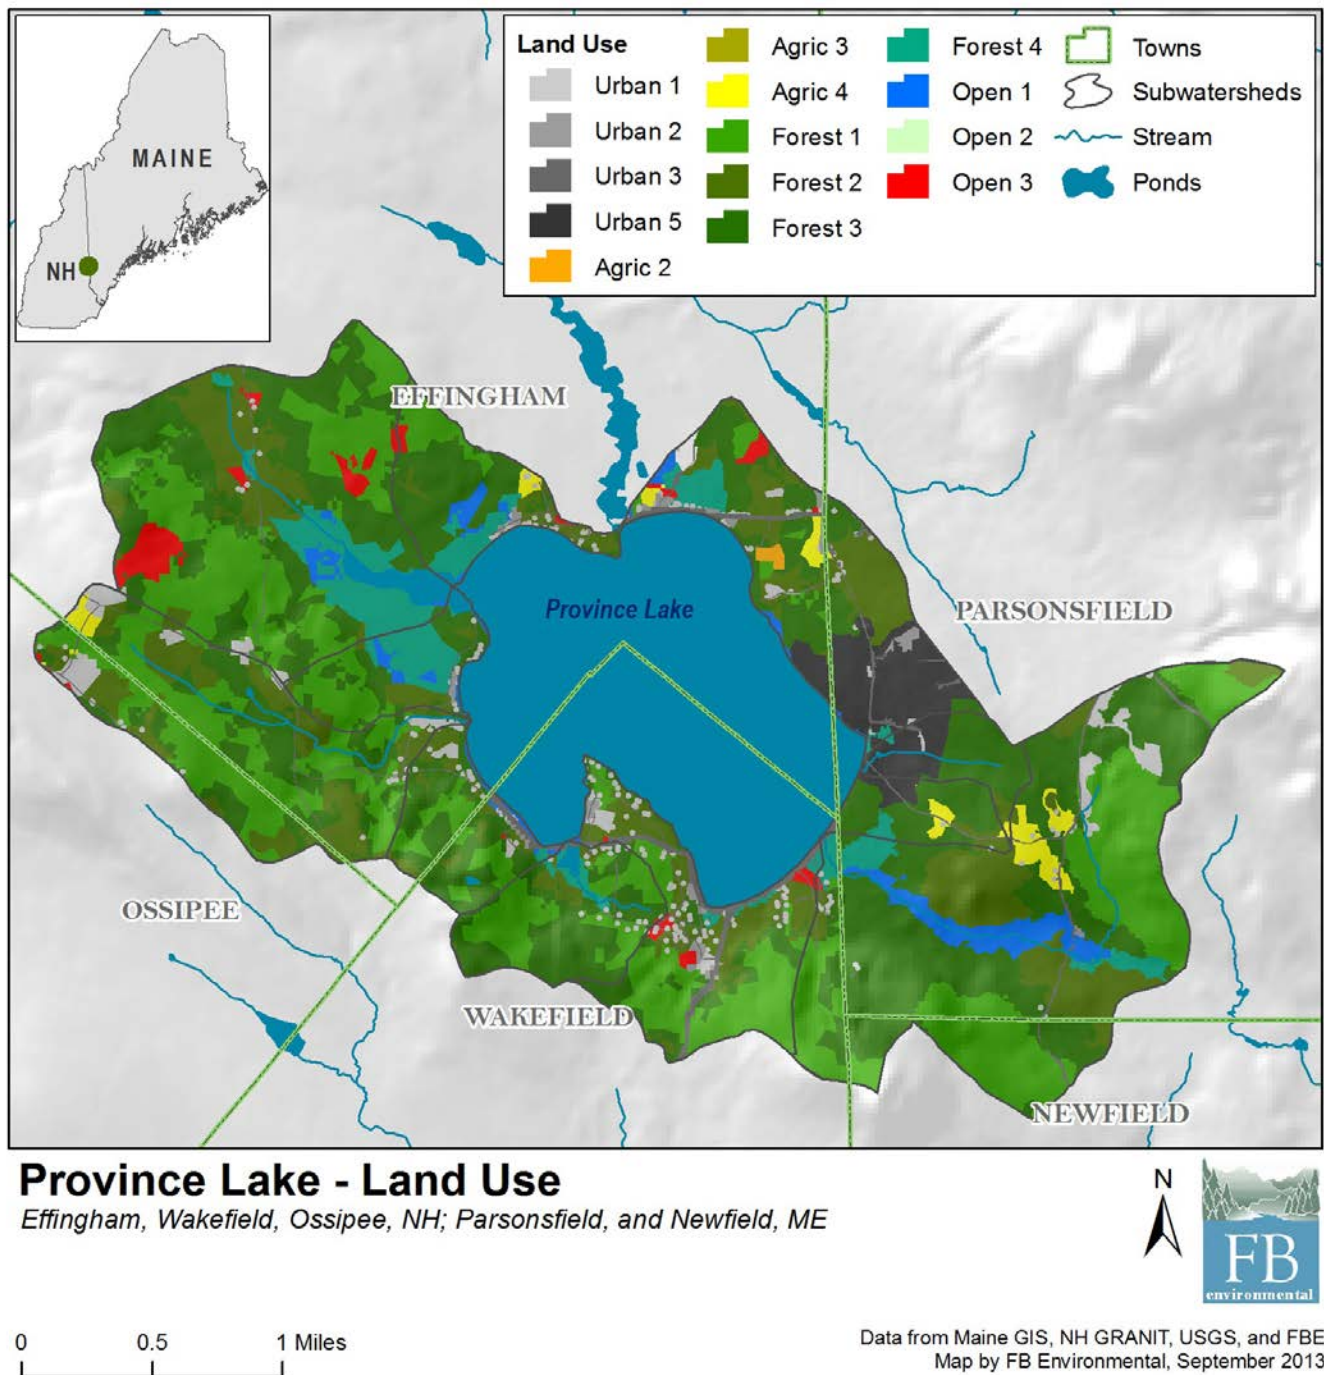 MAINE
NH
Land Use
Urban 1
Urban 2
Urban 3
Urban 5
Agric 2
Agric 3
Agric 4
Forest 1
Forest 2
Forest 3
Forest 4
Open 1
Open 2
Open 3
Towns
Subwatersheds
Stream
Ponds
EFFINGHAM
Province Lake
PARSONSFIELD
OSSIPEE
WAKEFIELD
NEWFIELD
Province Lake - Land Use
Effingham, Wakefield, Ossipee, NH; Parsonsfield, and Newfield, ME
N
FB
environmental
0 0.5 1 Miles
Data from Maine GIS, NH GRANIT, USGS, and FBE
Map by FB Environmental, September 2013